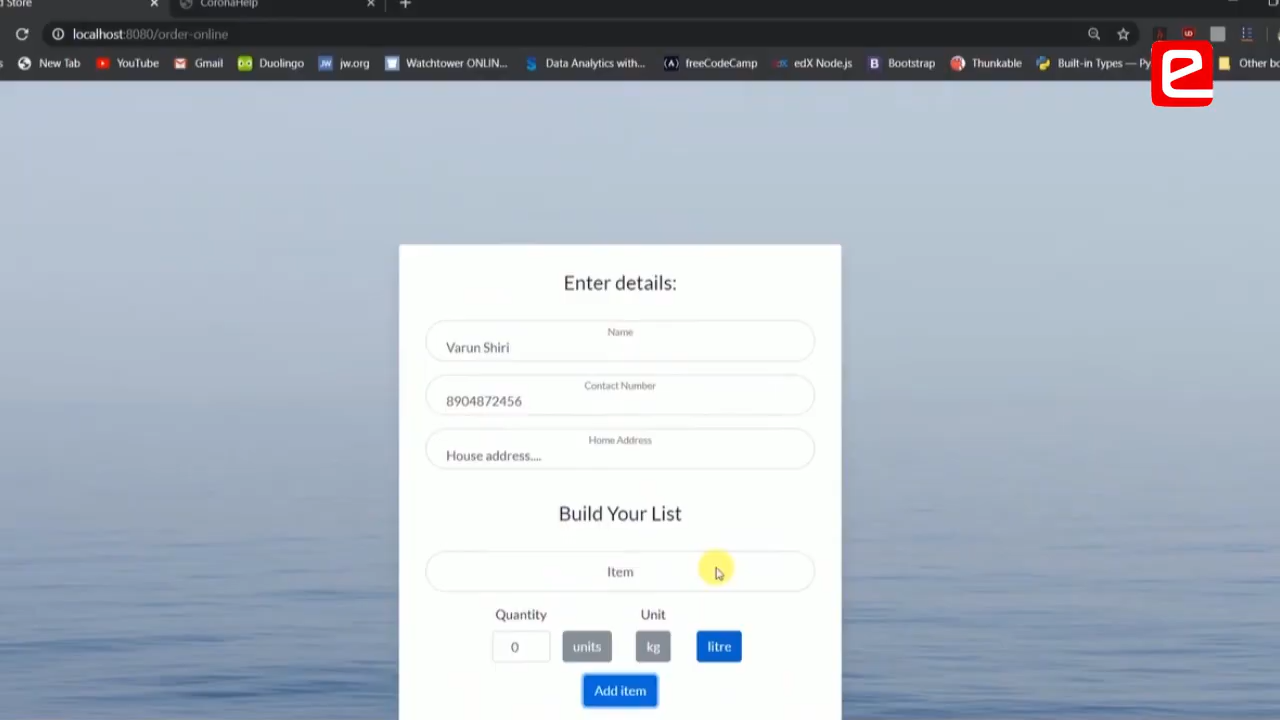 d Store
CoronaHelp
localhost:8080/order-online
New Tab YouTube Gmail Duolingo jw.org Watchtower ONLIN... Data Analytics with... freeCodeCamp edX Node.js Bootstrap Thunkable Built-in Types — Py Other bo
Enter details:
Name
Varun Shiri
Contact Number
8904872456
Home Address
House address....
Build Your List
Item
Quantity Unit
0 units kg litre
Add item